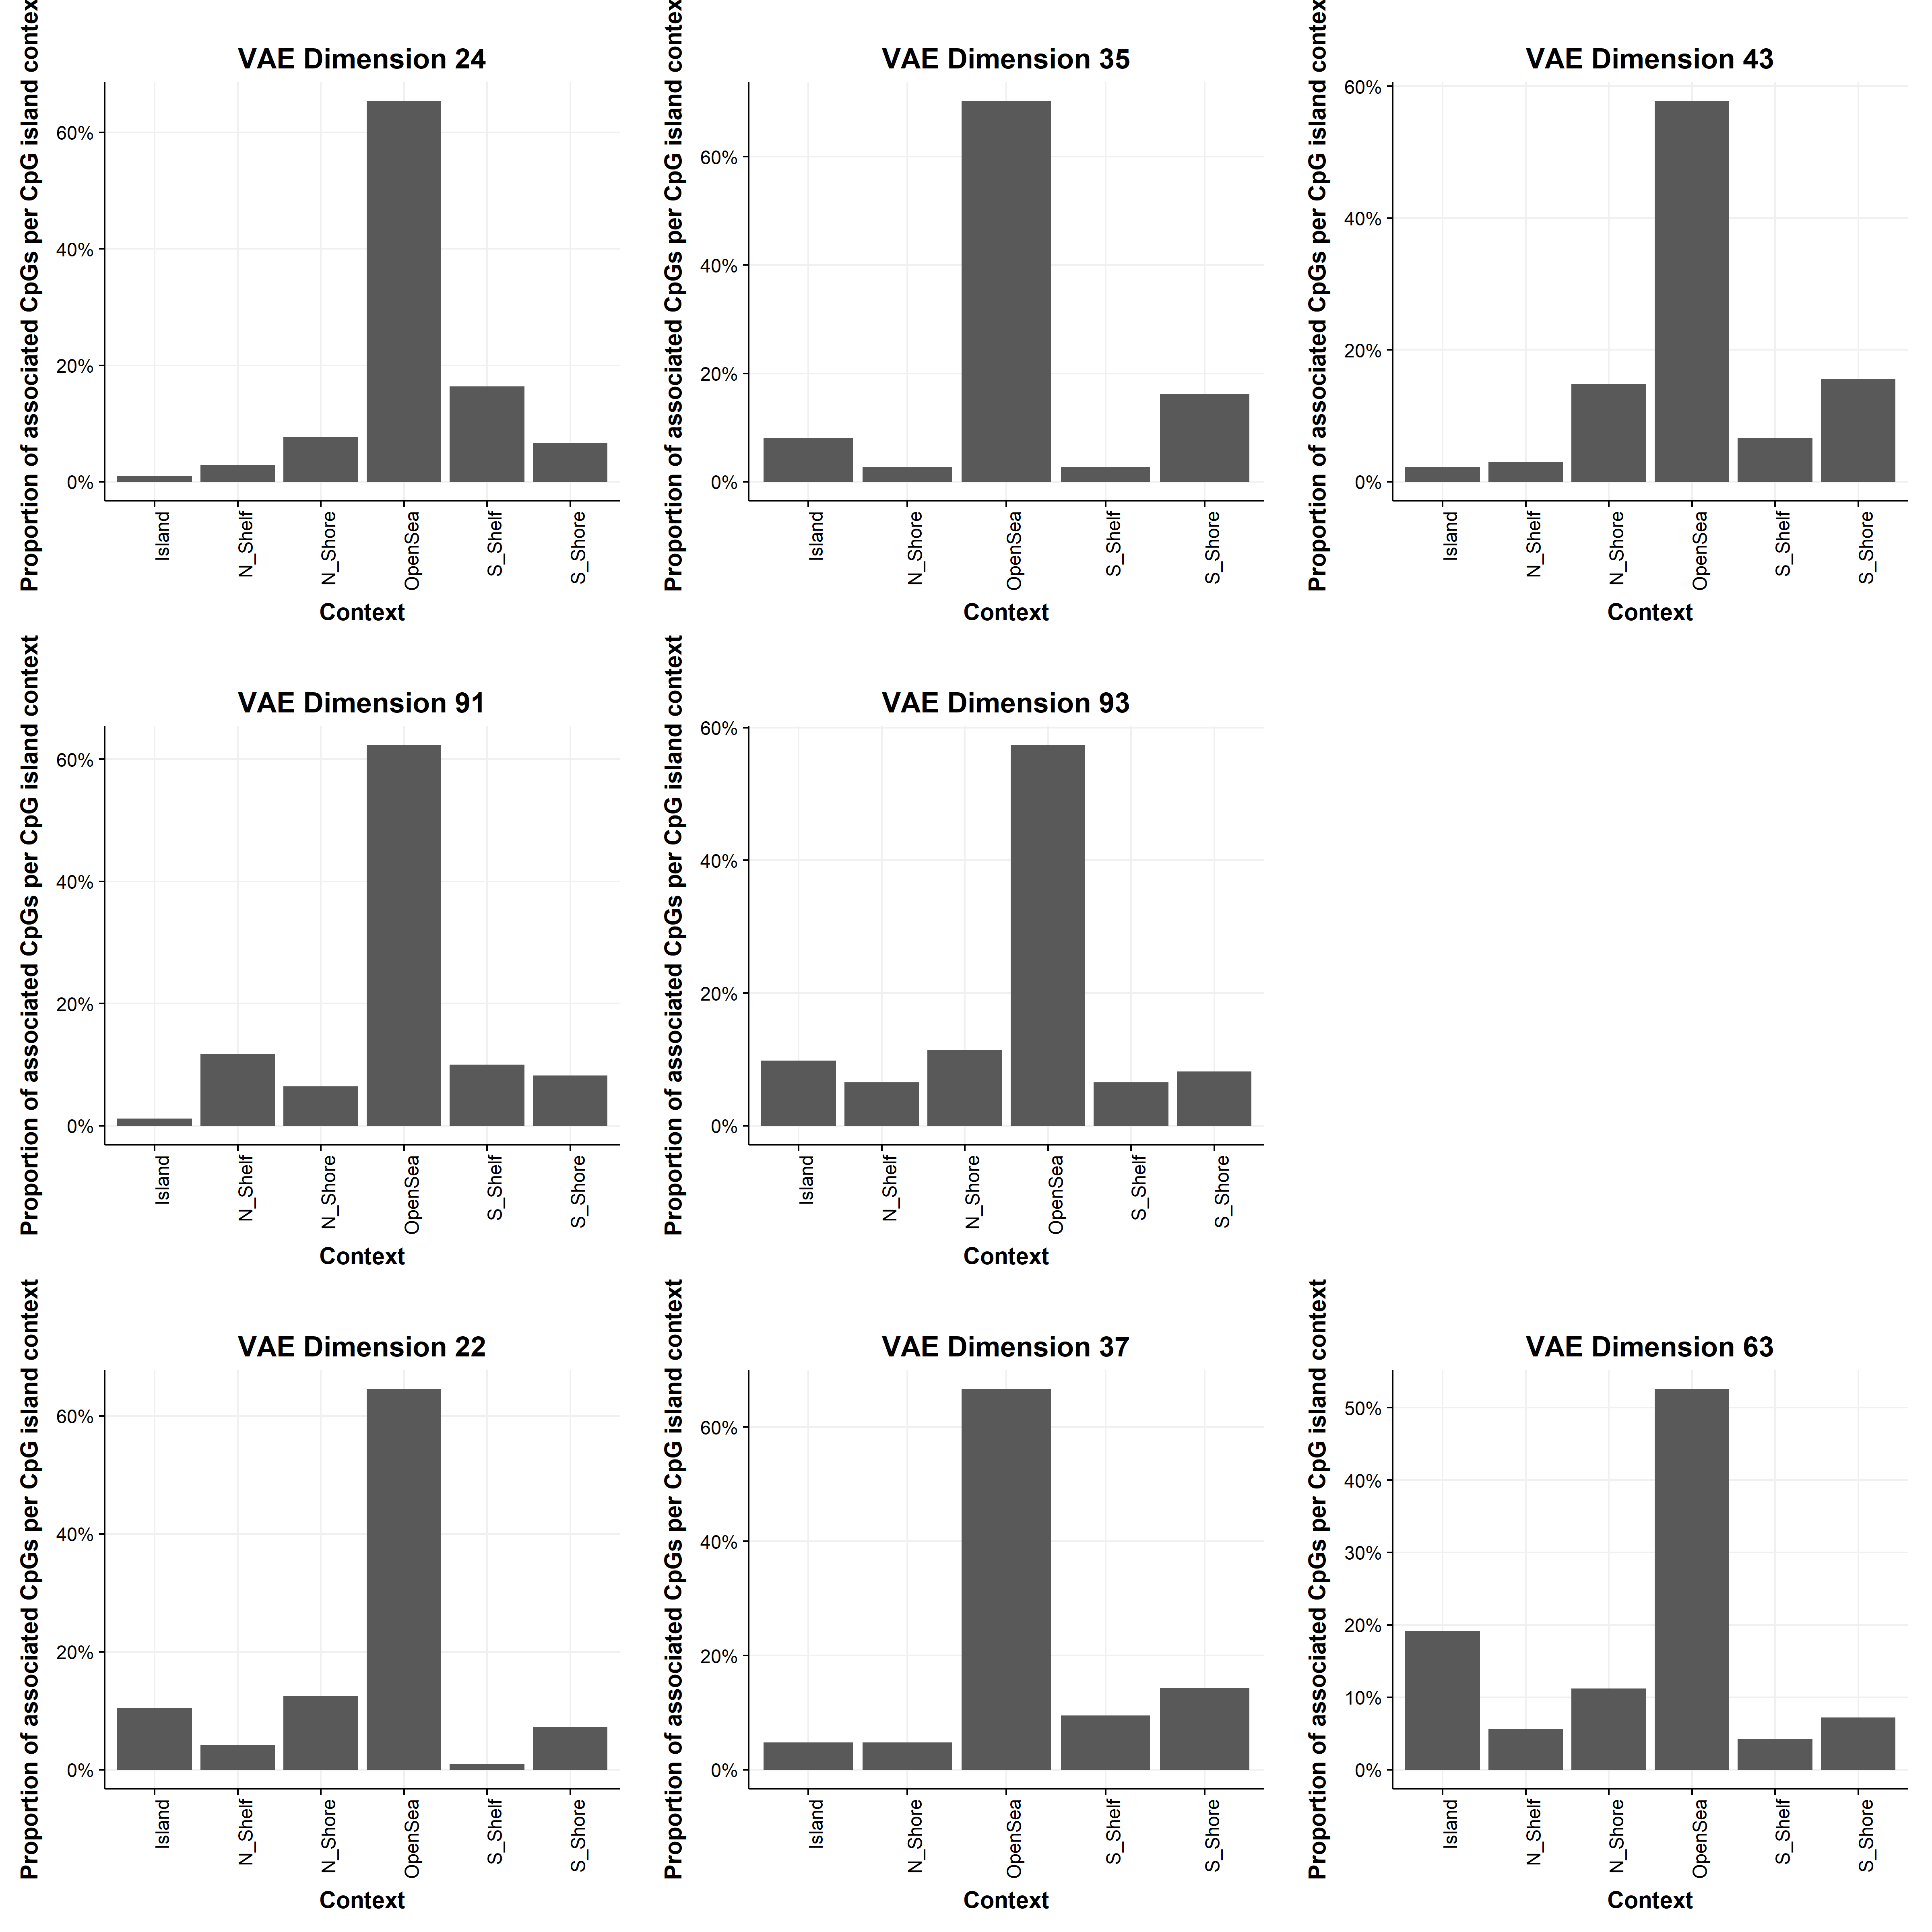 VAE Dimension 24
Proportion of associated CpGs per CpG island contex
60%
40%
20%
0%
Island
N_Shelf
N_Shore
OpenSea
S_Shelf
S_Shore
Context
VAE Dimension 35
Proportion of associated CpGs per CpG island contex
60%
40%
20%
0%
Island
N_Shore
OpenSea
S_Shelf
S_Shore
Context
VAE Dimension 43
Proportion of associated CpGs per CpG island contex
60%
40%
20%
0%
Island
N_Shelf
N_Shore
OpenSea
S_Shelf
S_Shore
Context
VAE Dimension 91
Proportion of associated CpGs per CpG island context
60%
40%
20%
0%
Island
N_Shelf
N_Shore
OpenSea
S_Shelf
S_Shore
Context
VAE Dimension 93
Proportion of associated CpGs per CpG island context
60%
40%
20%
0%
Island
N_Shelf
N_Shore
OpenSea
S_Shelf
S_Shore
Context
VAE Dimension 22
Proportion of associated CpGs per CpG island context
60%
40%
20%
0%
Island
N_Shelf
N_Shore
OpenSea
S_Shelf
S_Shore
Context
VAE Dimension 37
Proportion of associated CpGs per CpG island context
60%
40%
20%
0%
Island
N_Shore
OpenSea
S_Shelf
S_Shore
Context
VAE Dimension 63
Proportion of associated CpGs per CpG island context
50%
40%
30%
20%
10%
0%
Island
N_Shelf
N_Shore
OpenSea
S_Shelf
S_Shore
Context